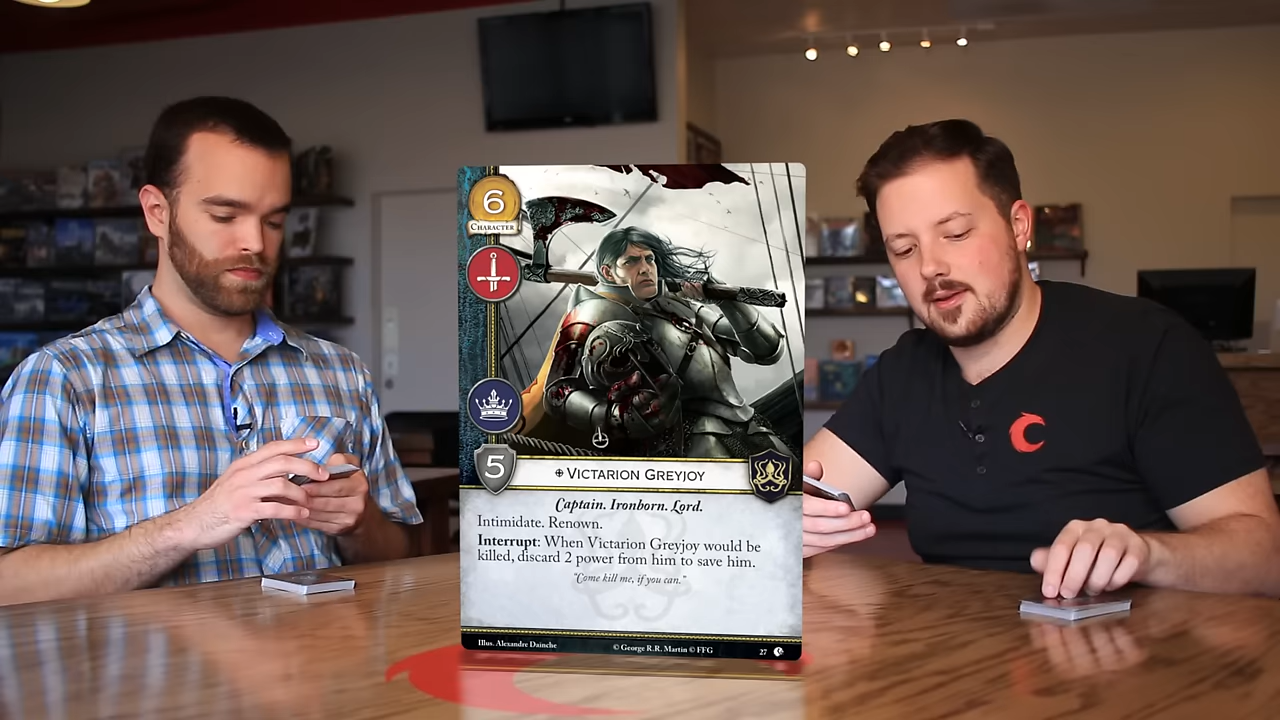 6
CHARACTER
5
VICTARION GREYJOY
Captain. Ironborn. Lord.
Intimidate. Renown.
Interrupt: When Victarion Greyjoy would be
killed, discard 2 power from him to save him.
"Come kill me, if you can."
Illus. Alexandre Dainche © George R.R. Martin © FFG 27